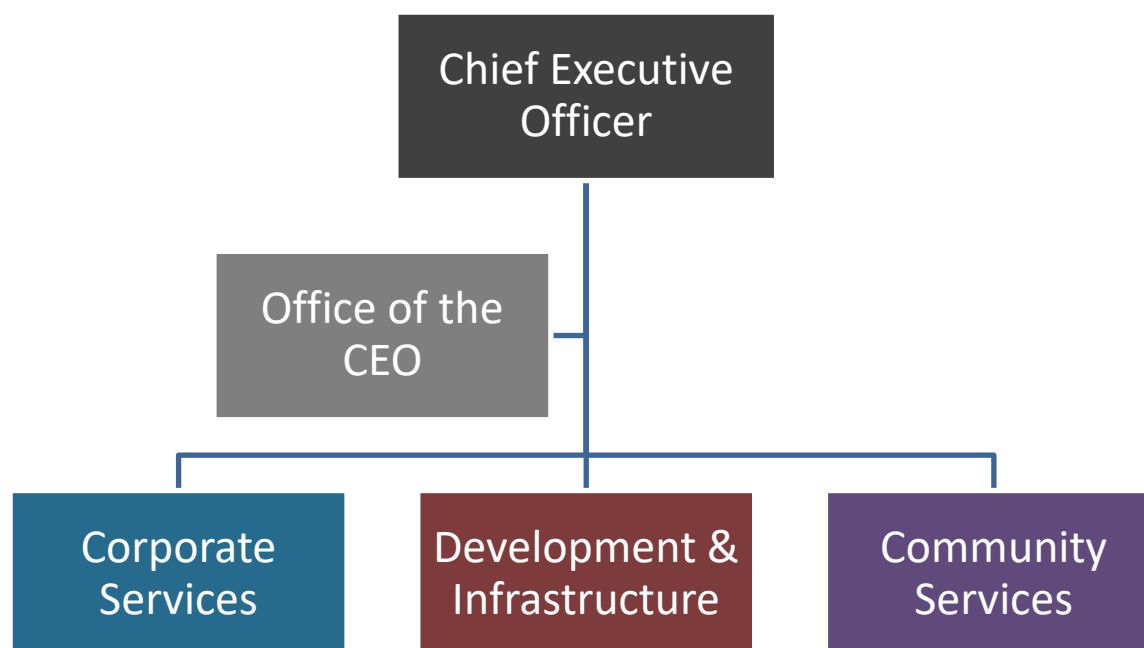 Chief Executive
Officer
Office of the
CEO
Corporate
Services
Development &
Infrastructure
Community
Services